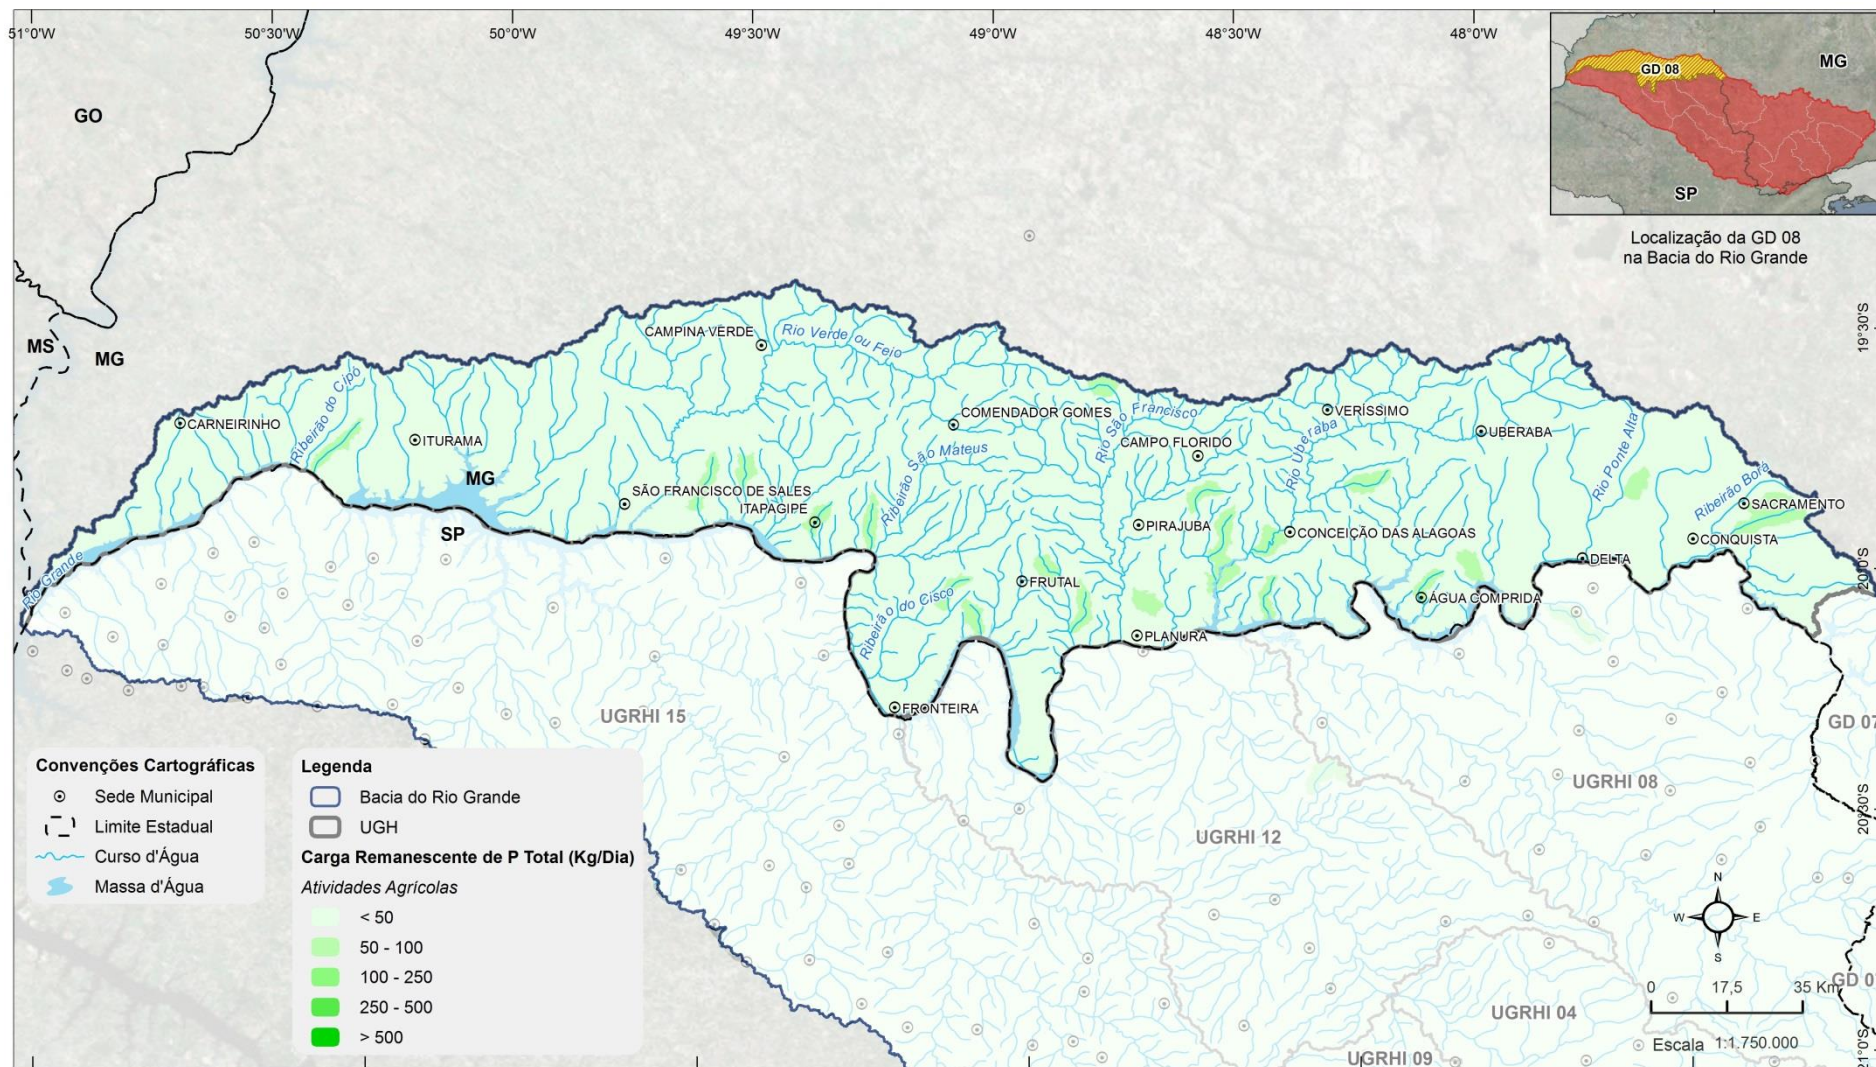 51°0'W
50°30'W
50°0'W
49°30'W
49°0'W
48°30'W
48°0'W
GD 08
MG
SP
Localização da GD 08
na Bacia do Rio Grande
GO
MS
MG
19°30'S
20°0'S
20°30'S
21°0'S
CAMPINA VERDE
Rio Verde ou Feio
CARNEIRINHO
Ribeirão do Cipó
ITURAMA
COMENDADOR GOMES
Rio São Francisco
CAMPO FLORIDO
VERÍSSIMO
Rio Uberaba
UBERABA
Rio Ponte Alta
Ribeirão Borá
SACRAMENTO
Ribeirão São Mateus
MG
SP
SÃO FRANCISCO DE SALES
ITAPAGIPE
PIRAJUBA
CONCEIÇÃO DAS ALAGOAS
CONQUISTA
DELTA
Rio Grande
FRUTAL
Ribeirão do Cisco
ÁGUA COMPRIDA
PLANURA
FRONTEIRA
UGRHI 15
GD 07
UGRHI 08
UGRHI 12
UGRHI 04
UGRHI 09
Convenções Cartográficas
Sede Municipal
Limite Estadual
Curso d'Água
Massa d'Água
Legenda
Bacia do Rio Grande
UGH
Carga Remanescente de P Total (Kg/Dia)
Atividades Agrícolas
< 50
50 - 100
100 - 250
250 - 500
> 500
N
W
E
S
0
17,5
35 Km
GD 0
Escala 1:1.750.000